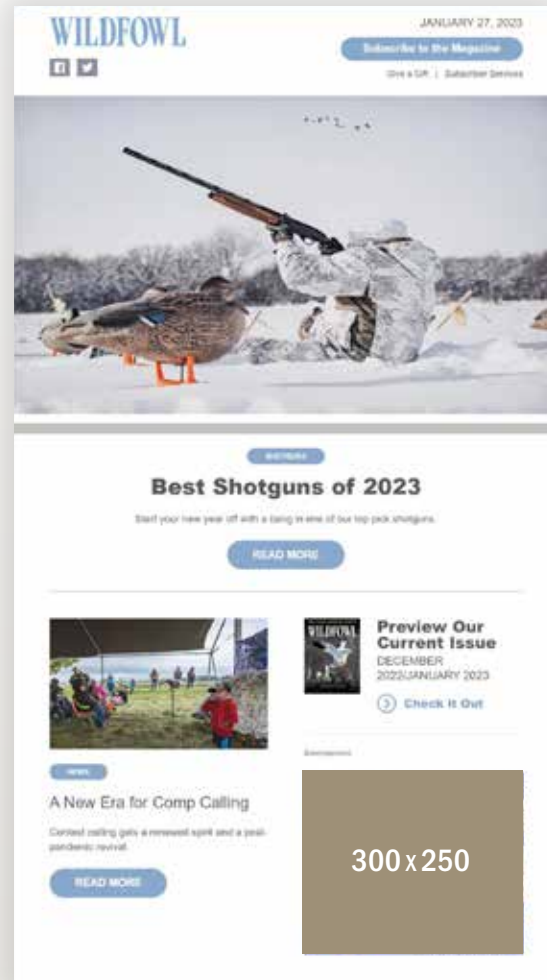 WILDFOWL
JANUARY 27, 2023
Subscribe to the Magazine
Give a Gift | Subscriber Services
Best Shotguns of 2023
Start your new year off with a bang in one of our top pick shotguns.
READ MORE
WILDFOWL
Preview Our
Current Issue
DECEMBER
2022/JANUARY 2023
Check It Out
Advertisement
NEWS
A New Era for Comp Calling
Contest calling gets a renewed spirit and a post-
pandemic revival.
READ MORE
300 x 250